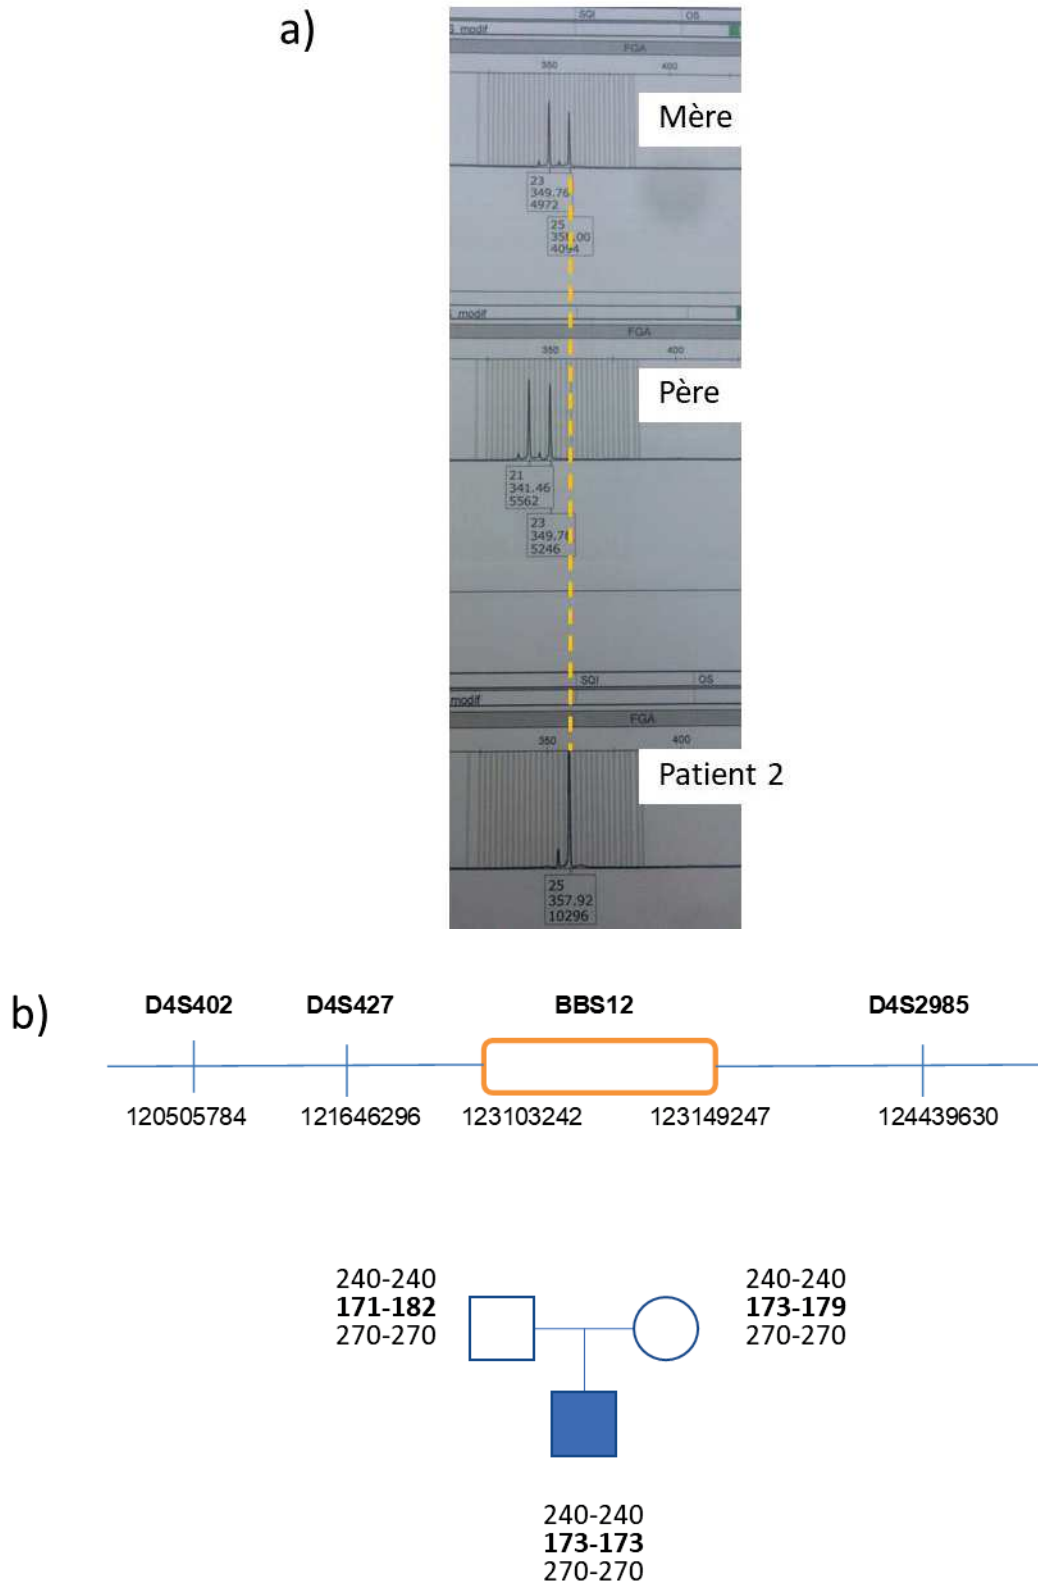 a)
SQI OS
S_modif
FGA
350 400
Mère
23
349.76
4972
25
4094
_modif
FGA
350 400
Père
21
341.46
5562
23
5246
SQI OS
modif
FGA
350 400
Patient 2
25
357.92
10296
b)
D4S402 D4S427 BBS12 D4S2985
120505784 121646296 123103242 123149247 124439630
240-240 240-240
171-182 173-179
270-270 270-270
240-240
173-173
270-270